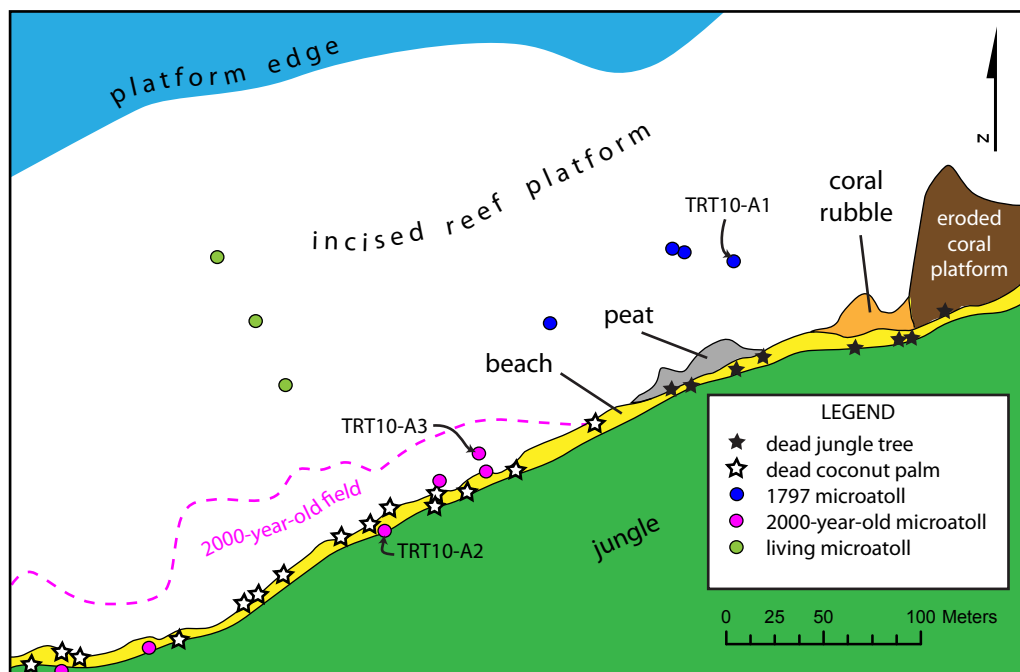 platform edge
incised reef platform
TRT10-A1
coral
rubble
eroded
coral
platform
N
peat
beach
TRT10-A3
2000-year-old field
TRT10-A2
jungle
LEGEND
dead jungle tree
dead coconut palm
1797 microatoll
2000-year-old microatoll
living microatoll
0 25 50 100 Meters